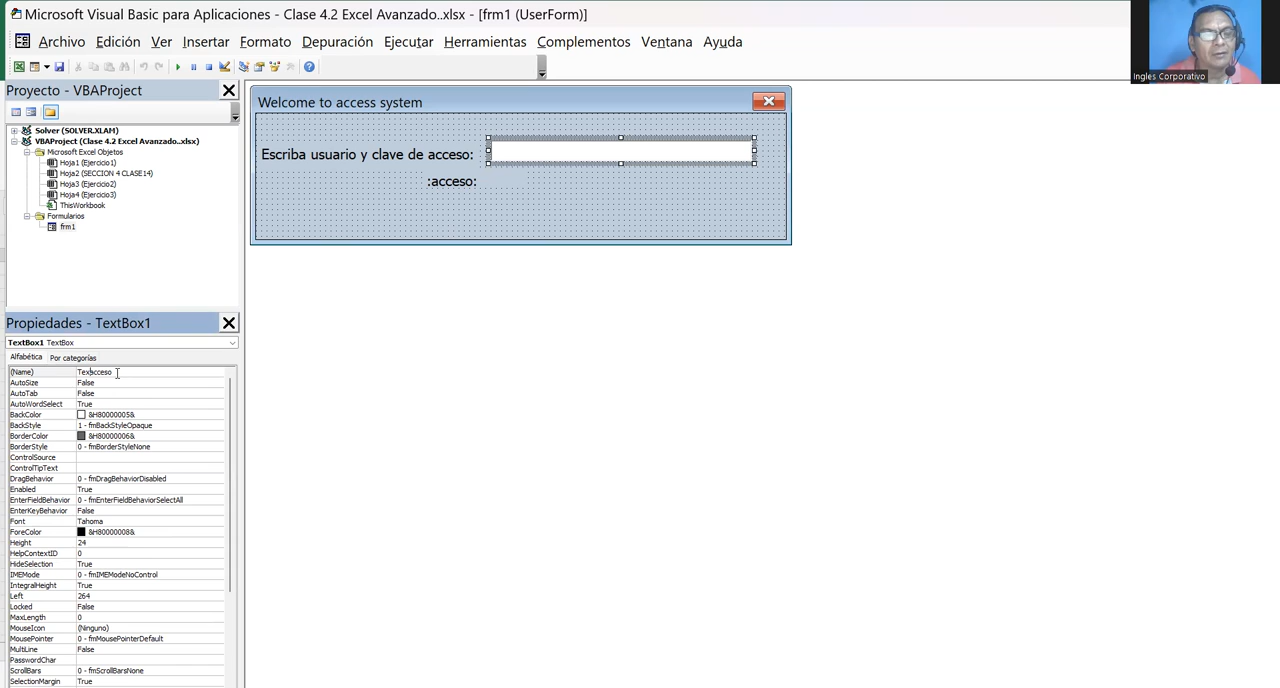 Microsoft Visual Basic para Aplicaciones - Clase 4.2 Excel Avanzado..xlsx - [frm1 (UserForm)]
Archivo Edición Ver Insertar Formato Depuración Ejecutar Herramientas Complementos Ventana Ayuda
Ingles Corporativo
Proyecto - VBAProject
Solver (SOLVER.XLAM)
VBAProject (Clase 4.2 Excel Avanzado..xlsx)
Microsoft Excel Objetos
Hoja1 (Ejercicio1)
Hoja2 (SECCION 4 CLASE14)
Hoja3 (Ejercicio2)
Hoja4 (Ejercicio3)
ThisWorkbook
Formularios
frm1
Welcome to access system
Escriba usuario y clave de acceso:
:acceso:
Propiedades - TextBox1
TextBox1 TextBox
Alfabética Por categorías
(Name) Texacceso
AutoSize False
AutoTab False
AutoWordSelect True
BackColor &H80000005&
BackStyle 1 - fmBackStyleOpaque
BorderColor &H80000006&
BorderStyle 0 - fmBorderStyleNone
ControlSource
ControlTipText
DragBehavior 0 - fmDragBehaviorDisabled
Enabled True
EnterFieldBehavior 0 - fmEnterFieldBehaviorSelectAll
EnterKeyBehavior False
Font Tahoma
ForeColor &H80000008&
Height 24
HelpContextID 0
HideSelection True
IMEMode 0 - fmIMEModeNoControl
IntegralHeight True
Left 264
Locked False
MaxLength 0
MouseIcon (Ninguno)
MousePointer 0 - fmMousePointerDefault
MultiLine False
PasswordChar
ScrollBars 0 - fmScrollBarsNone
SelectionMargin True